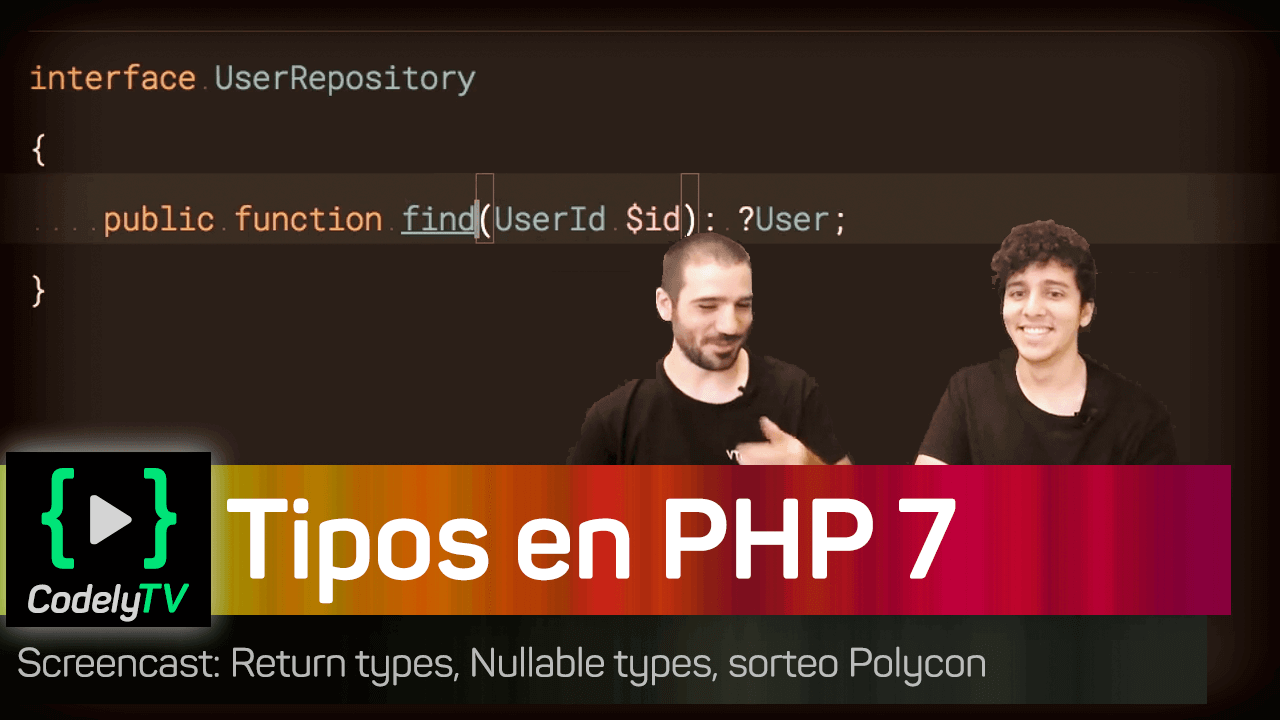 interface UserRepository
{
public function find(UserId $id): ?User;
}
VT
{ }
CodelyTV
Tipos en PHP 7
Screencast: Return types, Nullable types, sorteo Polycon